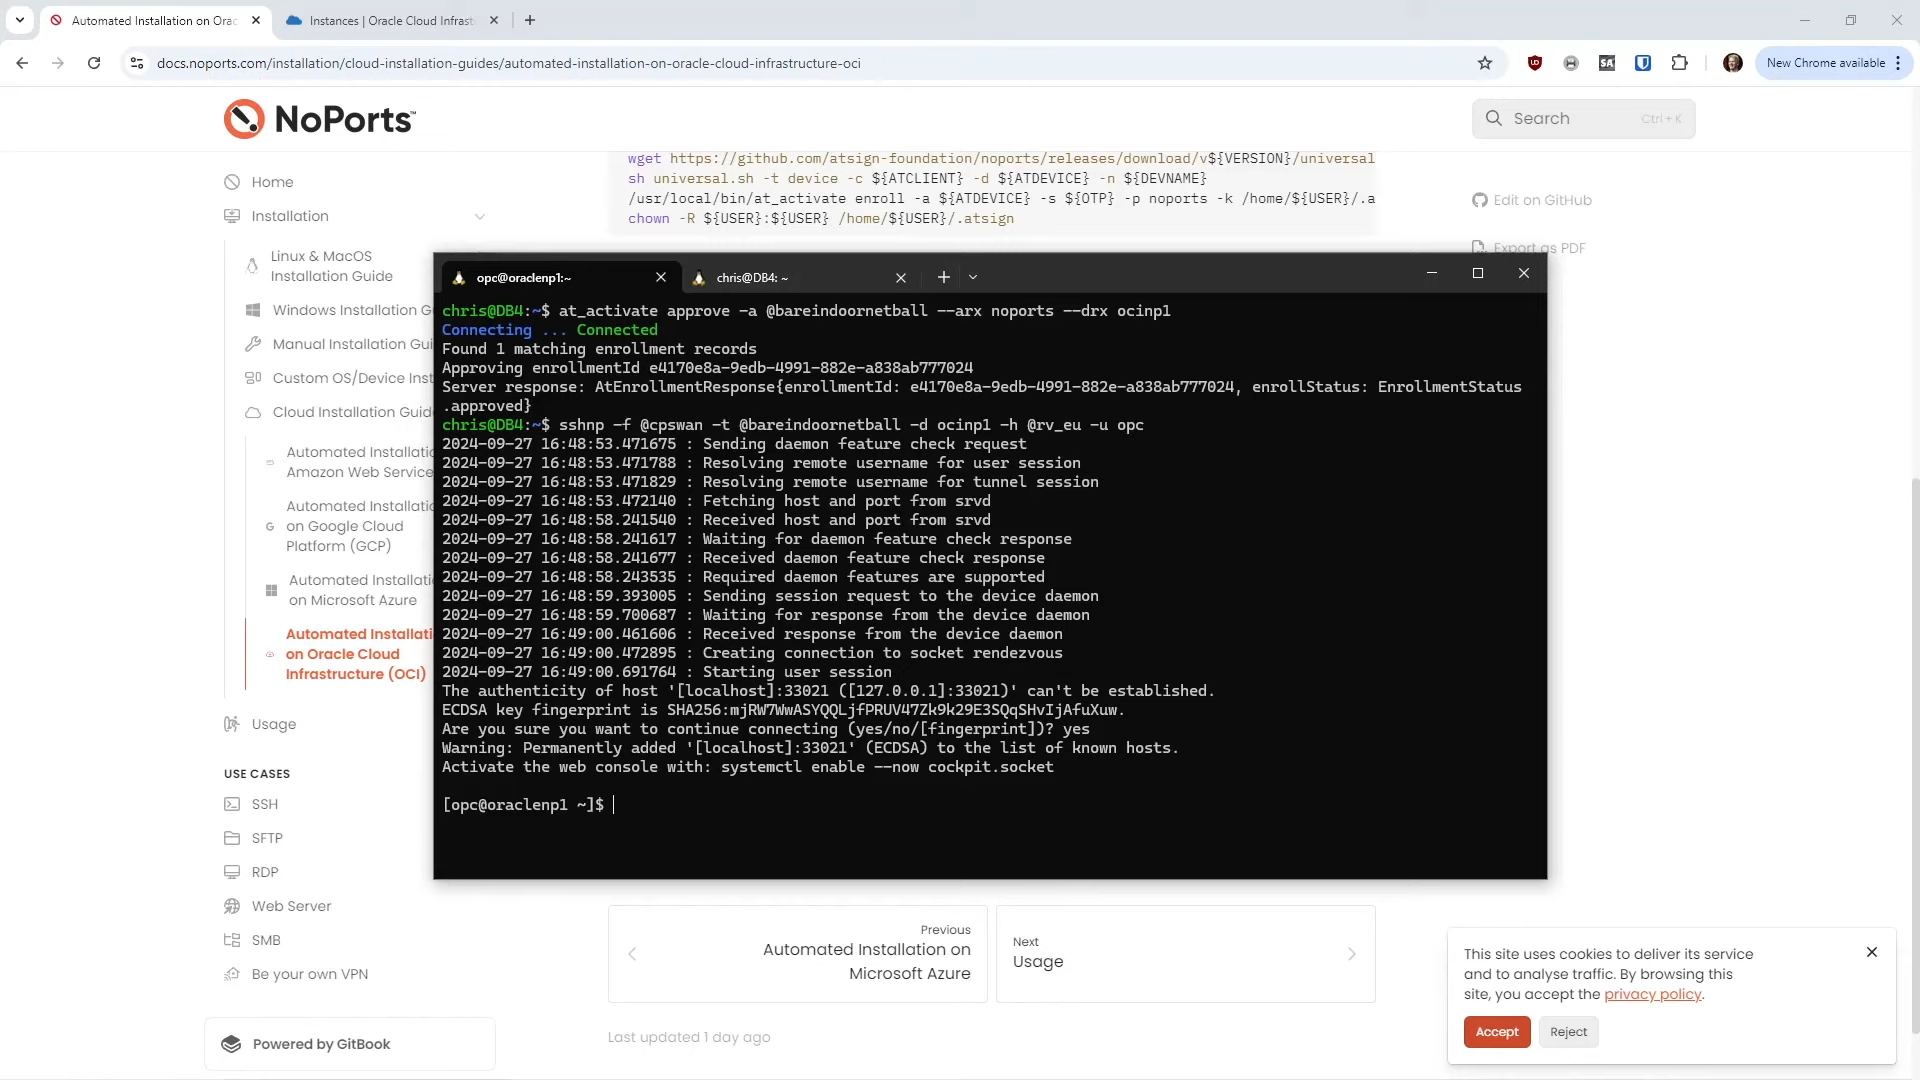 Automated Installation on Orac
Instances | Oracle Cloud Infrast
docs.noports.com/installation/cloud-installation-guides/automated-installation-on-oracle-cloud-infrastructure-oci
SA
New Chrome available
NoPorts™
Search
Ctrl + K
Home
Installation
Linux & MacOS
Installation Guide
Windows Installation G
Manual Installation Gui
Custom OS/Device Inst
Cloud Installation Guide
Automated Installatio
Amazon Web Service
Automated Installatio
on Google Cloud
Platform (GCP)
Automated Installatio
on Microsoft Azure
Automated Installati
on Oracle Cloud
Infrastructure (OCI)
Usage
USE CASES
SSH
SFTP
RDP
Web Server
SMB
Be your own VPN
Powered by GitBook
wget https://github.com/atsign-foundation/noports/releases/download/v${VERSION}/universal
sh universal.sh -t device -c ${ATCLIENT} -d ${ATDEVICE} -n ${DEVNAME}
/usr/local/bin/at_activate enroll -a ${ATDEVICE} -s ${OTP} -p noports -k /home/${USER}/.a
chown -R ${USER}:${USER} /home/${USER}/.atsign
Edit on GitHub
Export as PDF
opc@oraclenp1:~
chris@DB4: ~
chris@DB4:~$ at_activate approve -a @bareindoornetball --arx noports --drx ocinp1
Connecting ... Connected
Found 1 matching enrollment records
Approving enrollmentId e4170e8a-9edb-4991-882e-a838ab777024
Server response: AtEnrollmentResponse{enrollmentId: e4170e8a-9edb-4991-882e-a838ab777024, enrollStatus: EnrollmentStatus
.approved}
chris@DB4:~$ sshnp -f @cpswan -t @bareindoornetball -d ocinp1 -h @rv_eu -u opc
2024-09-27 16:48:53.471675 : Sending daemon feature check request
2024-09-27 16:48:53.471788 : Resolving remote username for user session
2024-09-27 16:48:53.471829 : Resolving remote username for tunnel session
2024-09-27 16:48:53.472140 : Fetching host and port from srvd
2024-09-27 16:48:58.241540 : Received host and port from srvd
2024-09-27 16:48:58.241617 : Waiting for daemon feature check response
2024-09-27 16:48:58.241677 : Received daemon feature check response
2024-09-27 16:48:58.243535 : Required daemon features are supported
2024-09-27 16:48:59.393005 : Sending session request to the device daemon
2024-09-27 16:48:59.700687 : Waiting for response from the device daemon
2024-09-27 16:49:00.461606 : Received response from the device daemon
2024-09-27 16:49:00.472895 : Creating connection to socket rendezvous
2024-09-27 16:49:00.691764 : Starting user session
The authenticity of host '[localhost]:33021 ([127.0.0.1]:33021)' can't be established.
ECDSA key fingerprint is SHA256:mjRW7WwASYQQLjfPRUV47Zk9k29E3SQqSHvIjAfuXuw.
Are you sure you want to continue connecting (yes/no/[fingerprint])? yes
Warning: Permanently added '[localhost]:33021' (ECDSA) to the list of known hosts.
Activate the web console with: systemctl enable --now cockpit.socket
[opc@oraclenp1 ~]$
Previous
Automated Installation on
Microsoft Azure
Next
Usage
Last updated 1 day ago
This site uses cookies to deliver its service
and to analyse traffic. By browsing this
site, you accept the privacy policy.
Accept
Reject